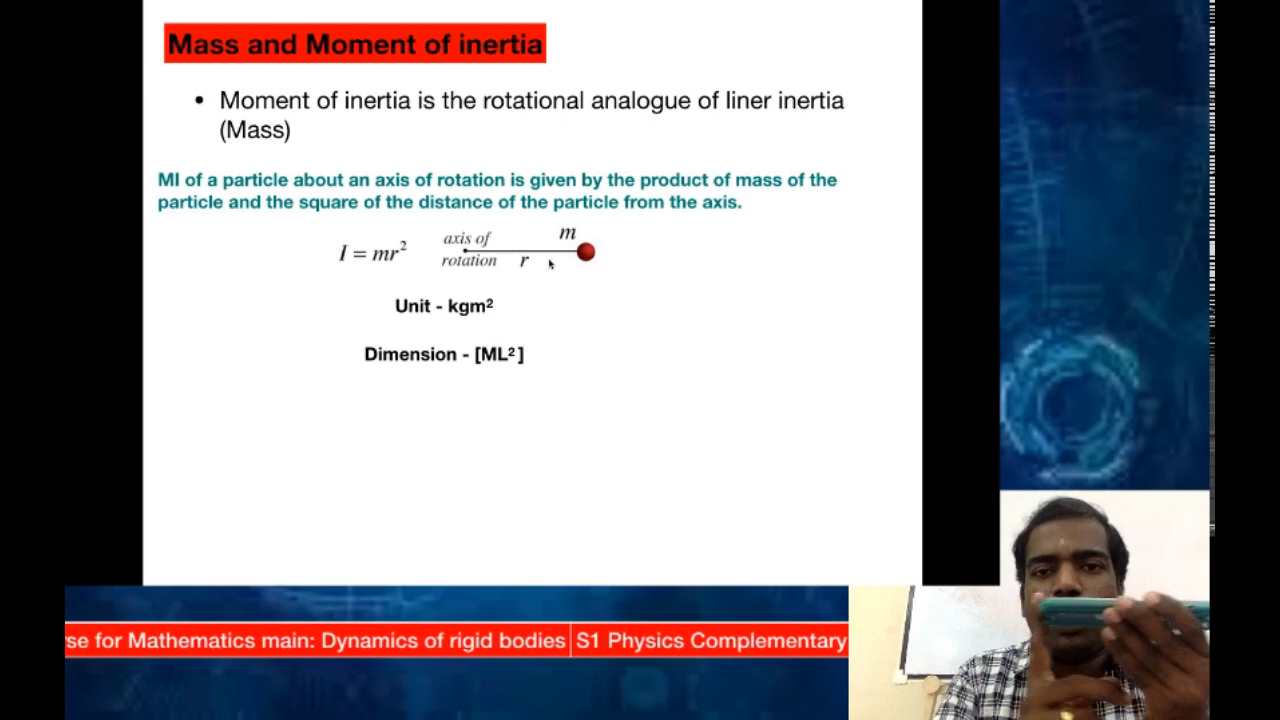 Mass and Moment of inertia
• Moment of inertia is the rotational analogue of liner inertia
(Mass)
MI of a particle about an axis of rotation is given by the product of mass of the
particle and the square of the distance of the particle from the axis.
I = mr²
axis of
rotation
r
m
Unit - kgm²
Dimension - [ML²]
se for Mathematics main: Dynamics of rigid bodies S1 Physics Complementary